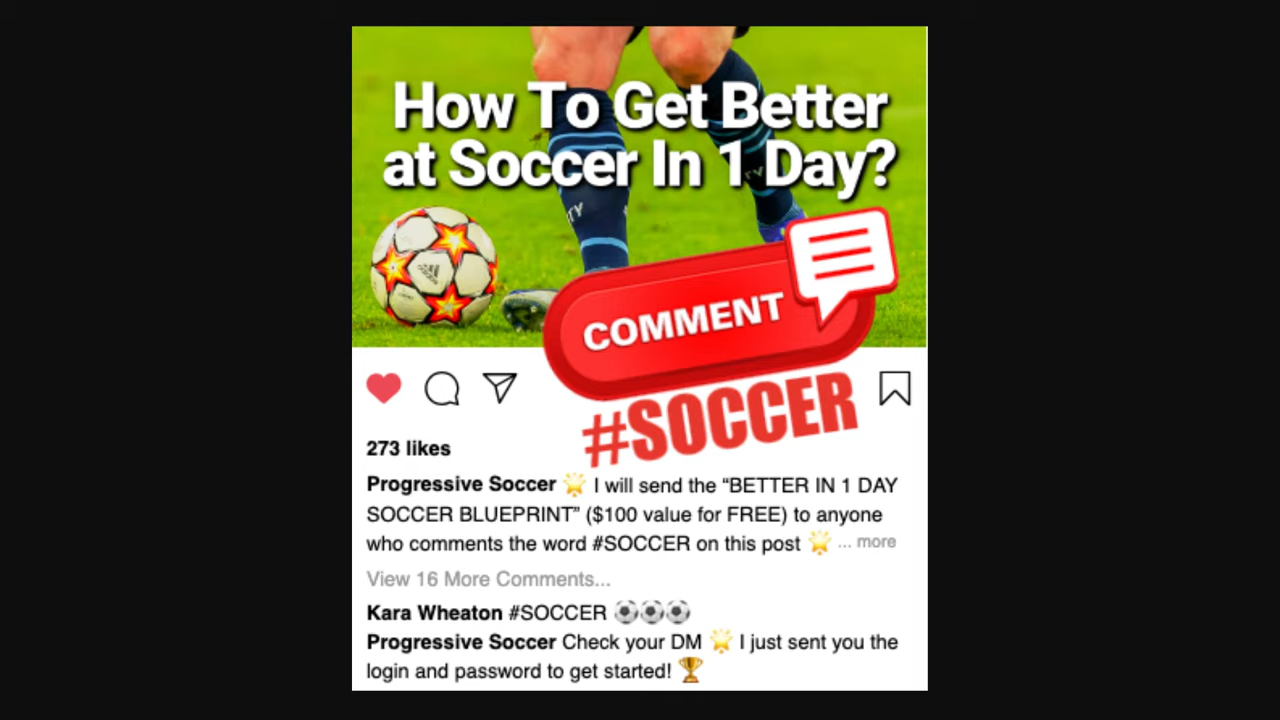 How To Get Better
at Soccer In 1 Day?
TY
TY
COMMENT
#SOCCER
273 likes
Progressive Soccer 🌟 I will send the “BETTER IN 1 DAY
SOCCER BLUEPRINT” ($100 value for FREE) to anyone
who comments the word #SOCCER on this post 🌟 ... more
View 16 More Comments...
Kara Wheaton #SOCCER ⚽⚽⚽
Progressive Soccer Check your DM 🌟 I just sent you the
login and password to get started! 🏆